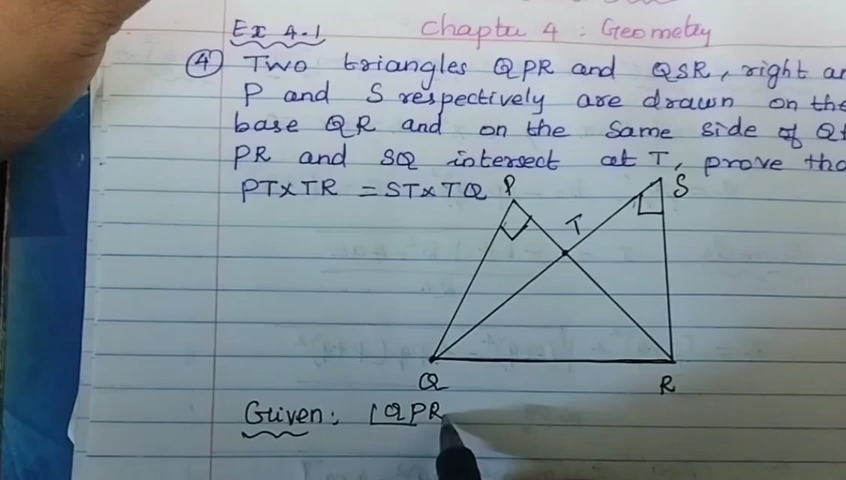 Ex 4.1 Chapter 4 : Geometry
④ Two triangles QPR and QSR, right an
P and S respectively are drawn on the
base QR and on the same side of Q
PR and SQ intersect at T, prove tha
PT×TR = ST×TQ
P
S
T
Q
R
Given: ∠QPR